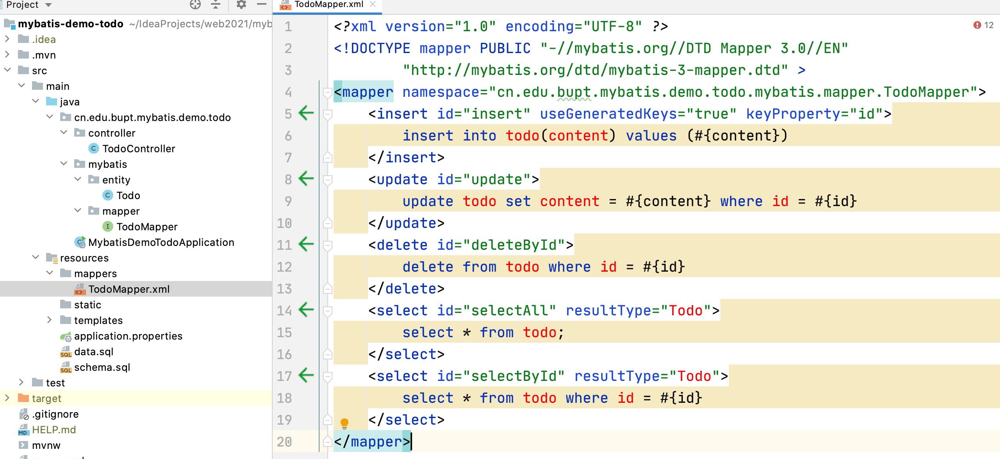 Project
mybatis-demo-todo ~/IdeaProjects/web2021/myb
.idea
.mvn
src
main
java
cn.edu.bupt.mybatis.demo.todo
controller
TodoController
mybatis
entity
Todo
mapper
TodoMapper
MybatisDemoTodoApplication
resources
mappers
TodoMapper.xml
static
templates
application.properties
data.sql
schema.sql
test
target
.gitignore
HELP.md
mvnw
TodoMapper.xml
12
1 <?xml version="1.0" encoding="UTF-8" ?>
2 <!DOCTYPE mapper PUBLIC "-//mybatis.org//DTD Mapper 3.0//EN"
3 "http://mybatis.org/dtd/mybatis-3-mapper.dtd" >
4 <mapper namespace="cn.edu.bupt.mybatis.demo.todo.mybatis.mapper.TodoMapper">
5 <insert id="insert" useGeneratedKeys="true" keyProperty="id">
6 insert into todo(content) values (#{content})
7 </insert>
8 <update id="update">
9 update todo set content = #{content} where id = #{id}
10 </update>
11 <delete id="deleteById">
12 delete from todo where id = #{id}
13 </delete>
14 <select id="selectAll" resultType="Todo">
15 select * from todo;
16 </select>
17 <select id="selectById" resultType="Todo">
18 select * from todo where id = #{id}
19 </select>
20 </mapper>